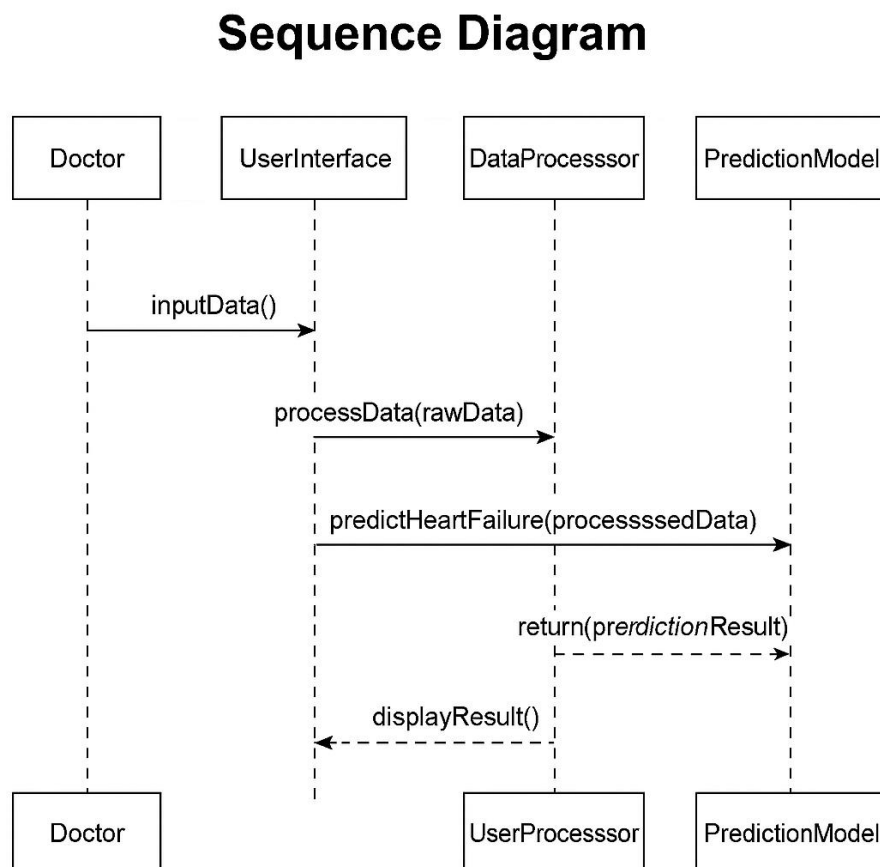 Sequence Diagram
Doctor
UserInterface
DataProcesssor
PredictionModel
inputData()
processData(rawData)
predictHeartFailure(processssedData)
return(prerdictionResult)
displayResult()
Doctor
UserProcesssor
PredictionModel